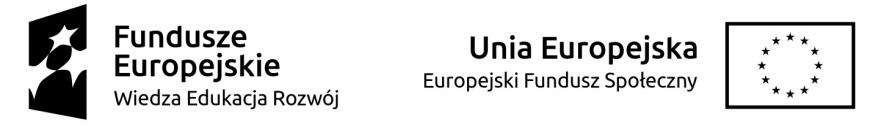 Fundusze
Europejskie
Wiedza Edukacja Rozwój
Unia Europejska
Europejski Fundusz Społeczny